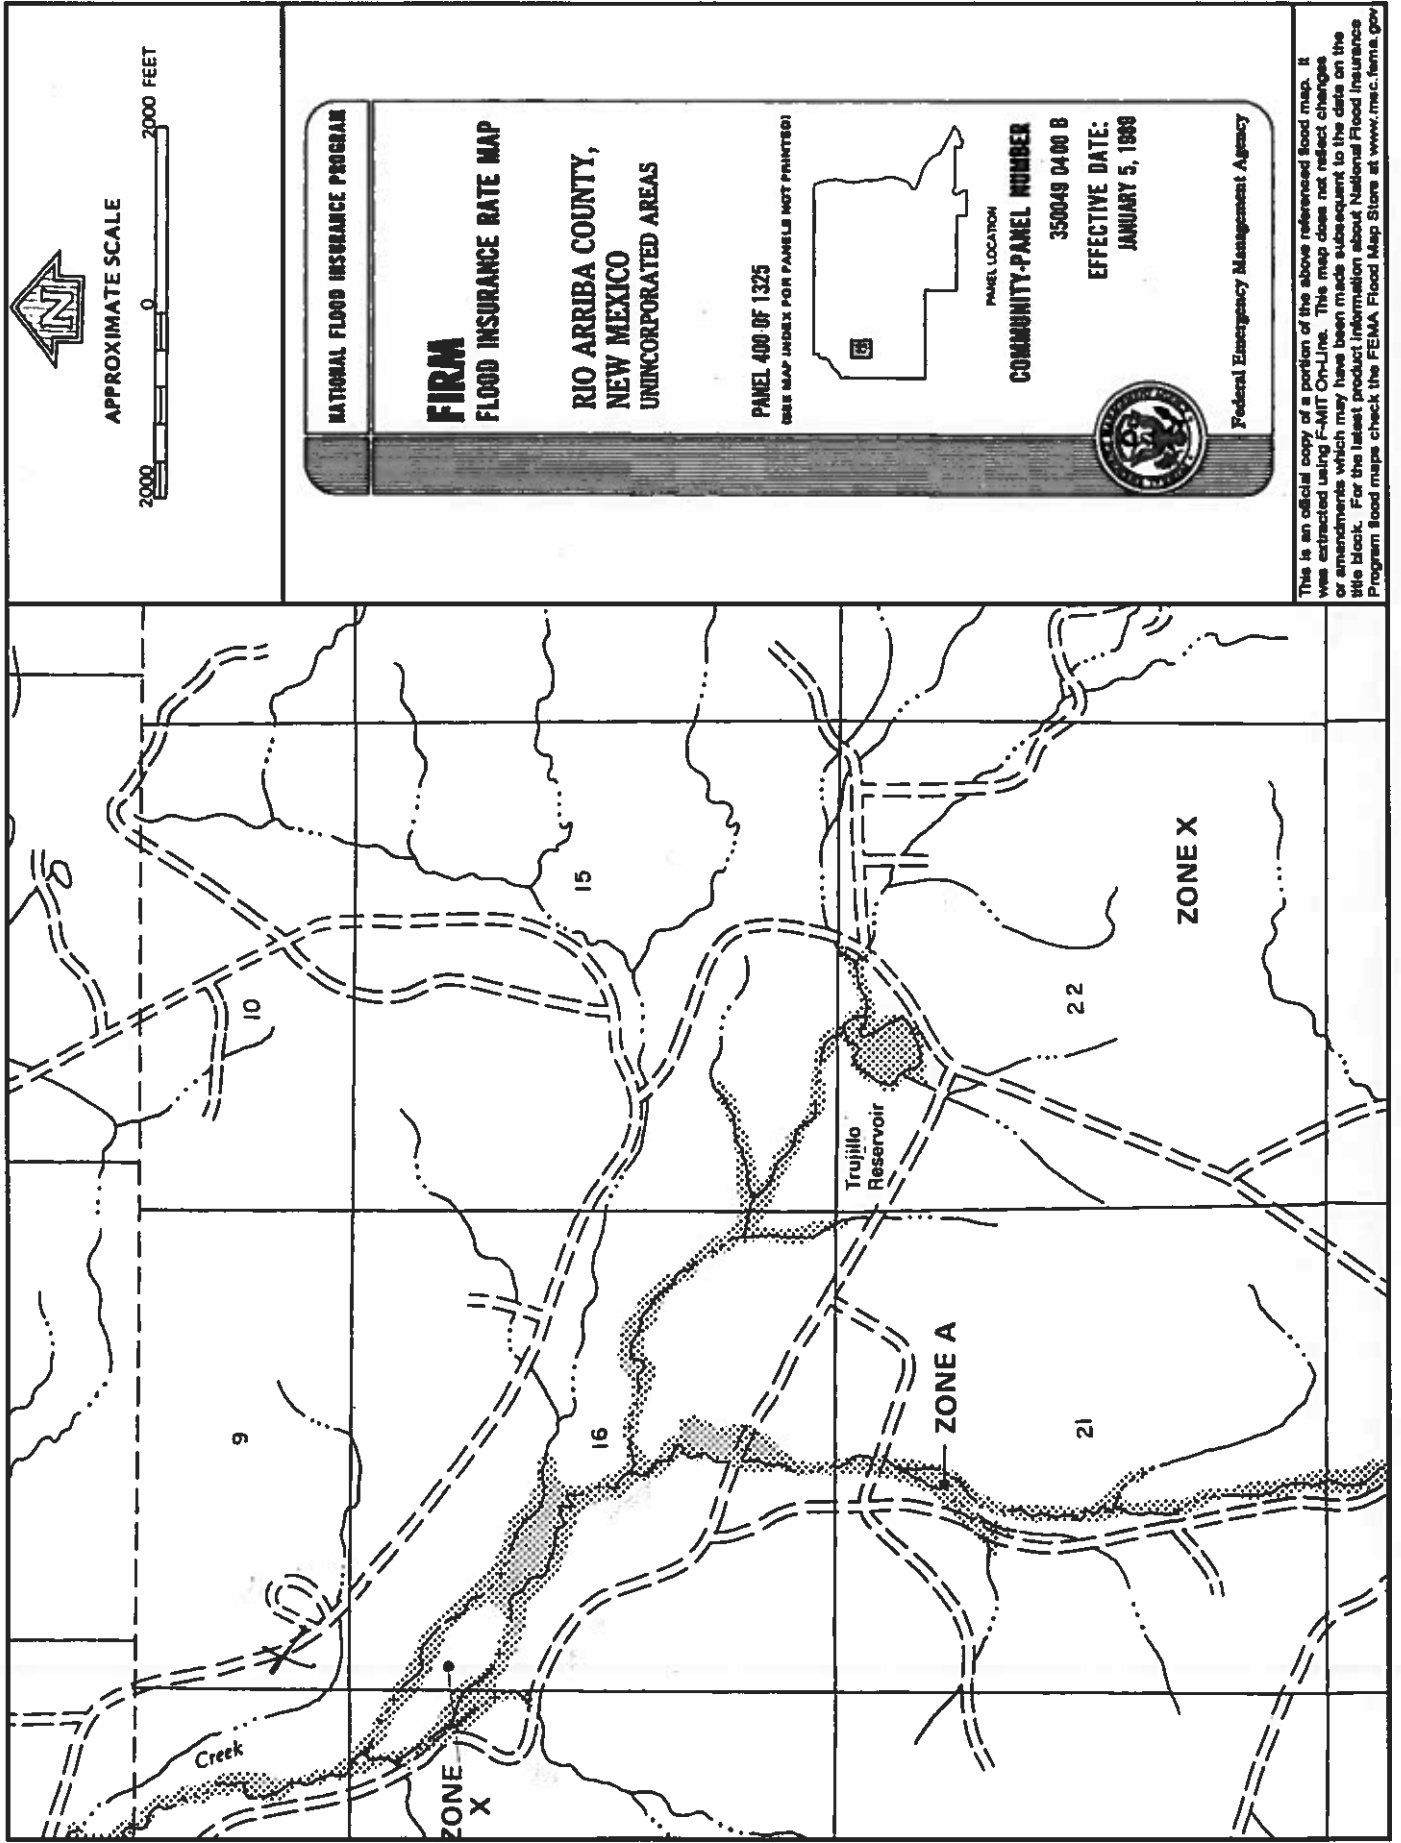 APPROXIMATE SCALE
2000 0 2000 FEET
N
NATIONAL FLOOD INSURANCE PROGRAM
FIRM
FLOOD INSURANCE RATE MAP
RIO ARRIBA COUNTY,
NEW MEXICO
UNINCORPORATED AREAS
PANEL 400 OF 1325
(SEE MAP INDEX FOR PANELS NOT PRINTED)
PANEL LOCATION
COMMUNITY-PANEL NUMBER
350049 0400 B
EFFECTIVE DATE:
JANUARY 5, 1989
Federal Emergency Management Agency
This is an official copy of a portion of the above referenced flood map. It
was extracted using F-MIT On-Line. This map does not reflect changes
or amendments which may have been made subsequent to the date on the
title block. For the latest product information about National Flood Insurance
Program flood maps check the FEMA Flood Map Store at www.msc.fema.gov
9
10
15
16
Creek
ZONE
X
Trujillo
Reservoir
ZONE A
21
22
ZONE X